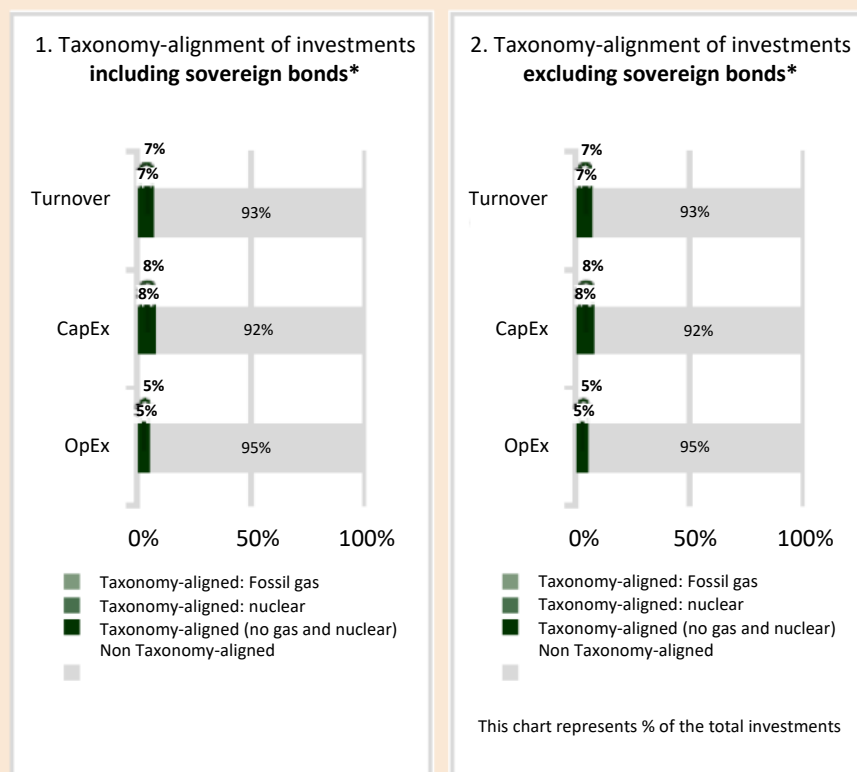 1. Taxonomy-alignment of investments
including sovereign bonds*
7%
7%
Turnover
93%
8%
8%
CapEx
92%
5%
5%
OpEx
95%
0% 50% 100%
Taxonomy-aligned: Fossil gas
Taxonomy-aligned: nuclear
Taxonomy-aligned (no gas and nuclear)
Non Taxonomy-aligned
2. Taxonomy-alignment of investments
excluding sovereign bonds*
7%
7%
Turnover
93%
8%
8%
CapEx
92%
5%
5%
OpEx
95%
0% 50% 100%
Taxonomy-aligned: Fossil gas
Taxonomy-aligned: nuclear
Taxonomy-aligned (no gas and nuclear)
Non Taxonomy-aligned
This chart represents % of the total investments